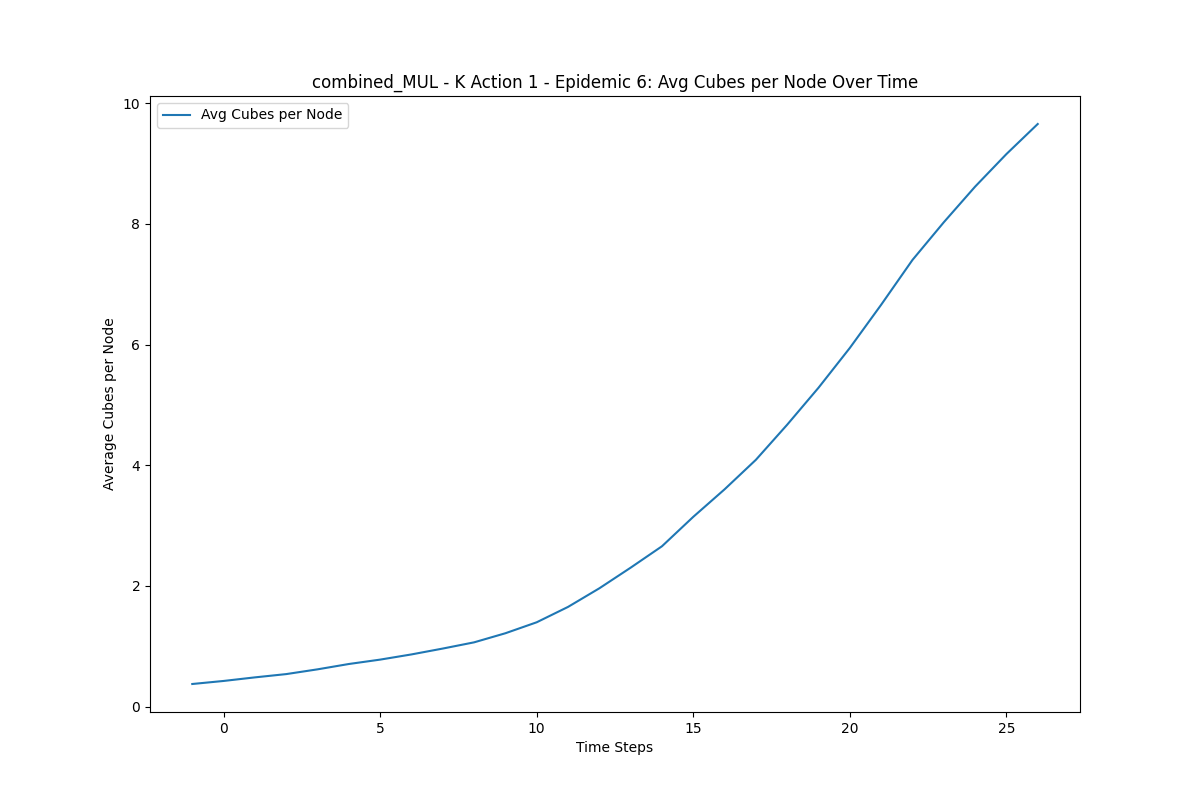 combined_MUL - K Action 1 - Epidemic 6: Avg Cubes per Node Over Time
Avg Cubes per Node
Average Cubes per Node
10
8
6
4
2
0
0 5 10 15 20 25
Time Steps